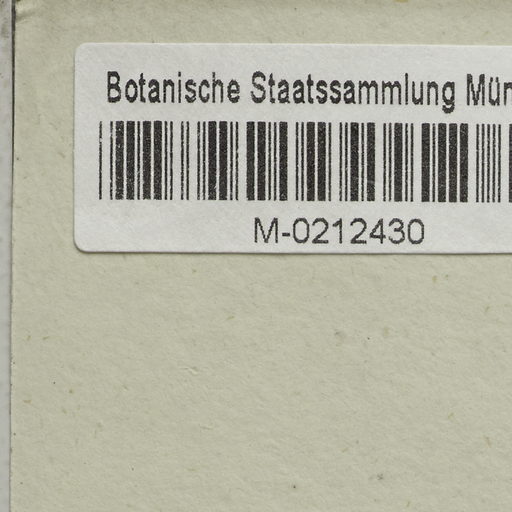 Botanische Staatssammlung Mün
M-0212430